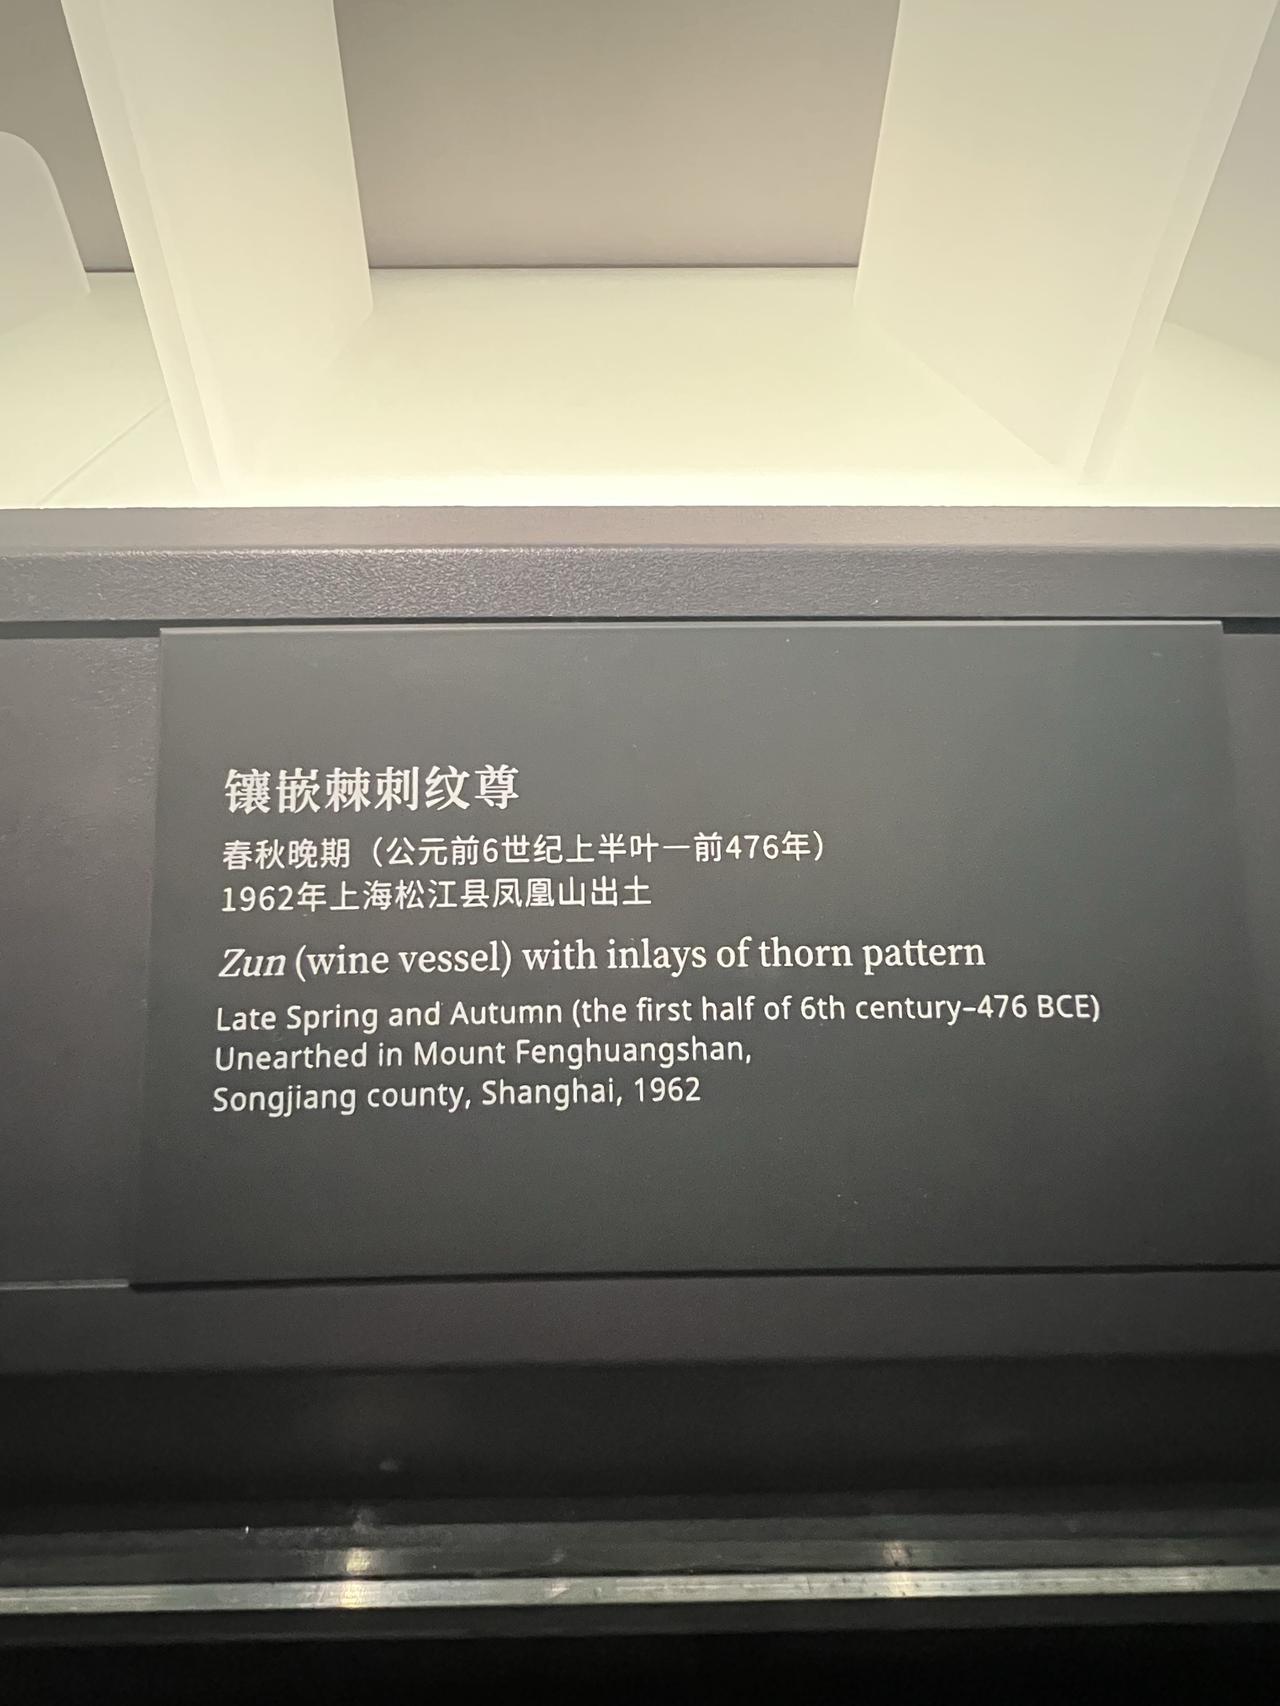 镶嵌棘刺纹尊
春秋晚期（公元前6世纪上半叶—前476年）
1962年上海松江县凤凰山出土
Zun (wine vessel) with inlays of thorn pattern
Late Spring and Autumn (the first half of 6th century–476 BCE)
Unearthed in Mount Fenghuangshan,
Songjiang county, Shanghai, 1962